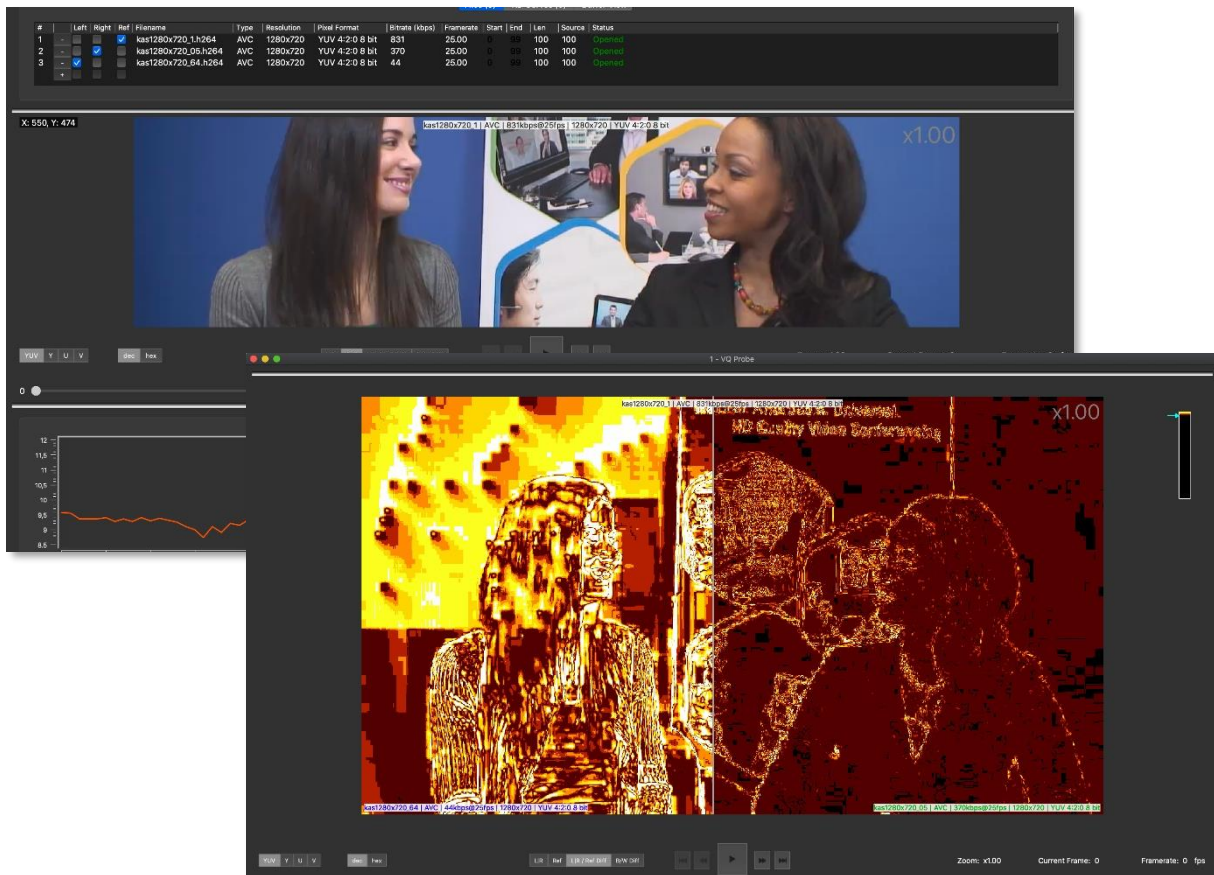 # Left Right Ref Filename Type Resolution Pixel Format Bitrate (kbps) Framerate Start End Len Source Status
1 - kas1280x720_1.h264 AVC 1280x720 YUV 4:2:0 8 bit 831 25.00 0 99 100 100 Opened
2 - kas1280x720_05.h264 AVC 1280x720 YUV 4:2:0 8 bit 370 25.00 0 99 100 100 Opened
3 - kas1280x720_64.h264 AVC 1280x720 YUV 4:2:0 8 bit 44 25.00 0 99 100 100 Opened
+
X: 550, Y: 474
kas1280x720_1 | AVC | 831kbps@25fps | 1280x720 | YUV 4:2:0 8 bit
x1.00
YUV Y U V dec hex
0
12
11,5
11
10,5
10
9,5
9
8,5
1 - VQ Probe
kas1280x720_1 | AVC | 831kbps@25fps | 1280x720 | YUV 4:2:0 8 bit
x1.00
HD Quality Video Conferencing
kas1280x720_64 | AVC | 44kbps@25fps | 1280x720 | YUV 4:2:0 8 bit
kas1280x720_05 | AVC | 370kbps@25fps | 1280x720 | YUV 4:2:0 8 bit
YUV Y U V dec hex L|R Ref L|R / Ref Diff B/W Diff Zoom: x1.00 Current Frame: 0 Framerate: 0 fps